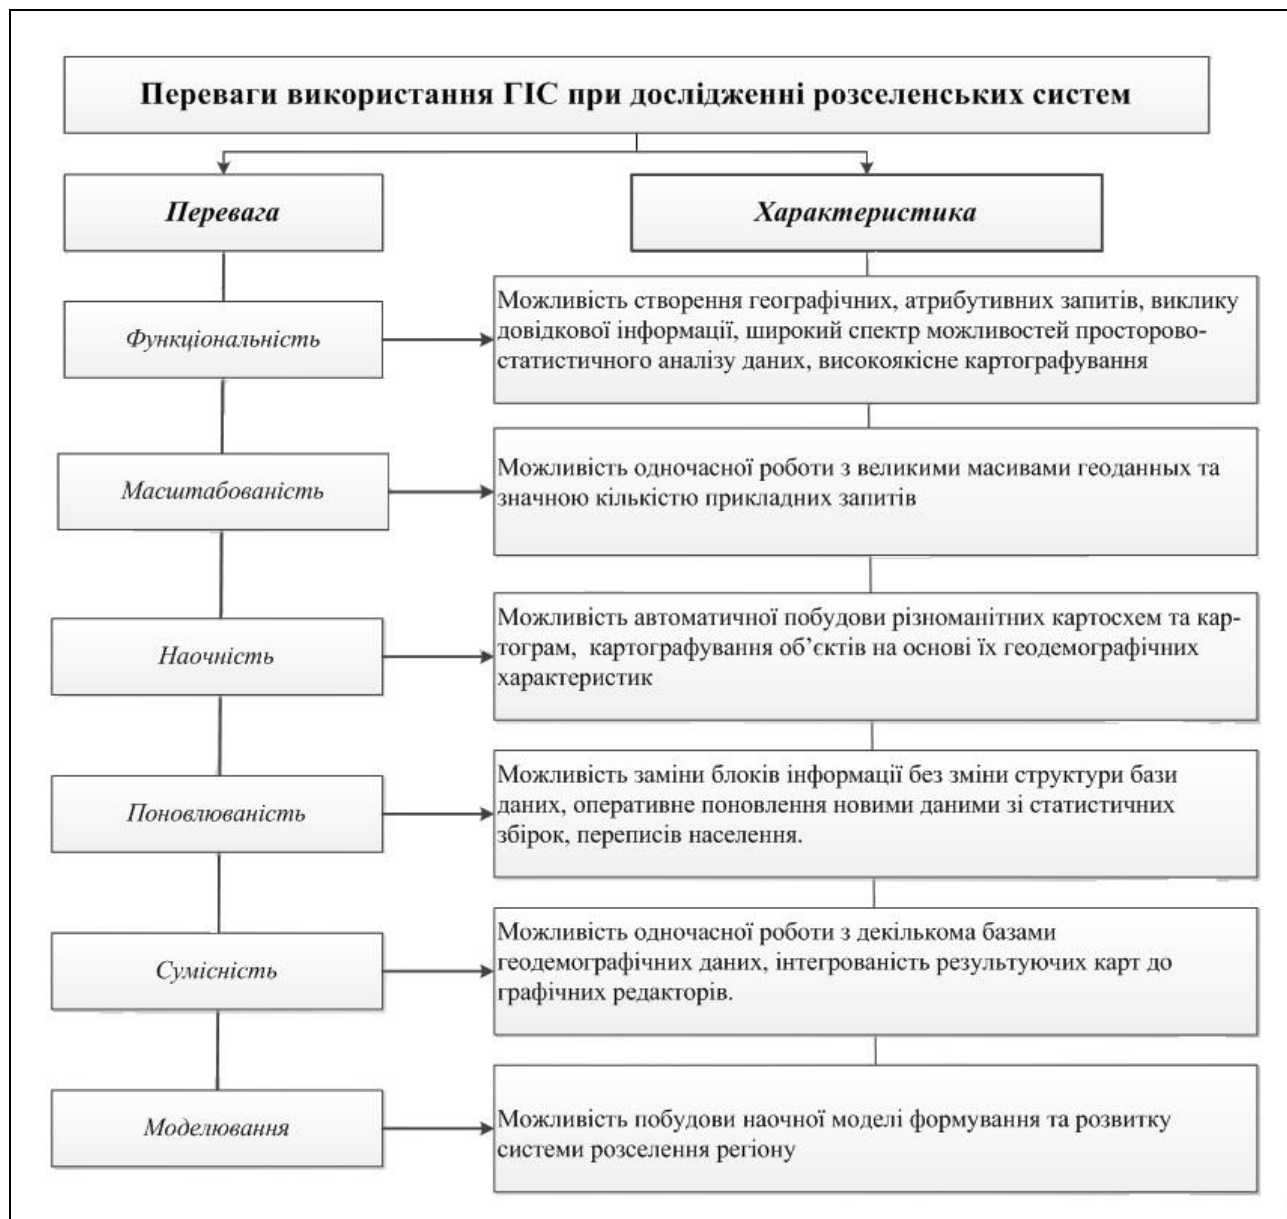 Переваги використання ГІС при дослідженні розселенських систем
Перевага
Характеристика
Функціональність
Можливість створення географічних, атрибутивних запитів, виклику
довідкової інформації, широкий спектр можливостей просторово-
статистичного аналізу даних, високоякісне картографування
Масштабованість
Можливість одночасної роботи з великими масивами геоданных та
значною кількістю прикладних запитів
Наочність
Можливість автоматичної побудови різноманітних картосхем та кар-
тограм, картографування об’єктів на основі їх геодемографічних
характеристик
Поновлюваність
Можливість заміни блоків інформації без зміни структури бази
даних, оперативне поновлення новими даними зі статистичних
збірок, переписів населення.
Сумісність
Можливість одночасної роботи з декількома базами
геодемографічних даних, інтегрованість результуючих карт до
графічних редакторів.
Моделювання
Можливість побудови наочної моделі формування та розвитку
системи розселення регіону